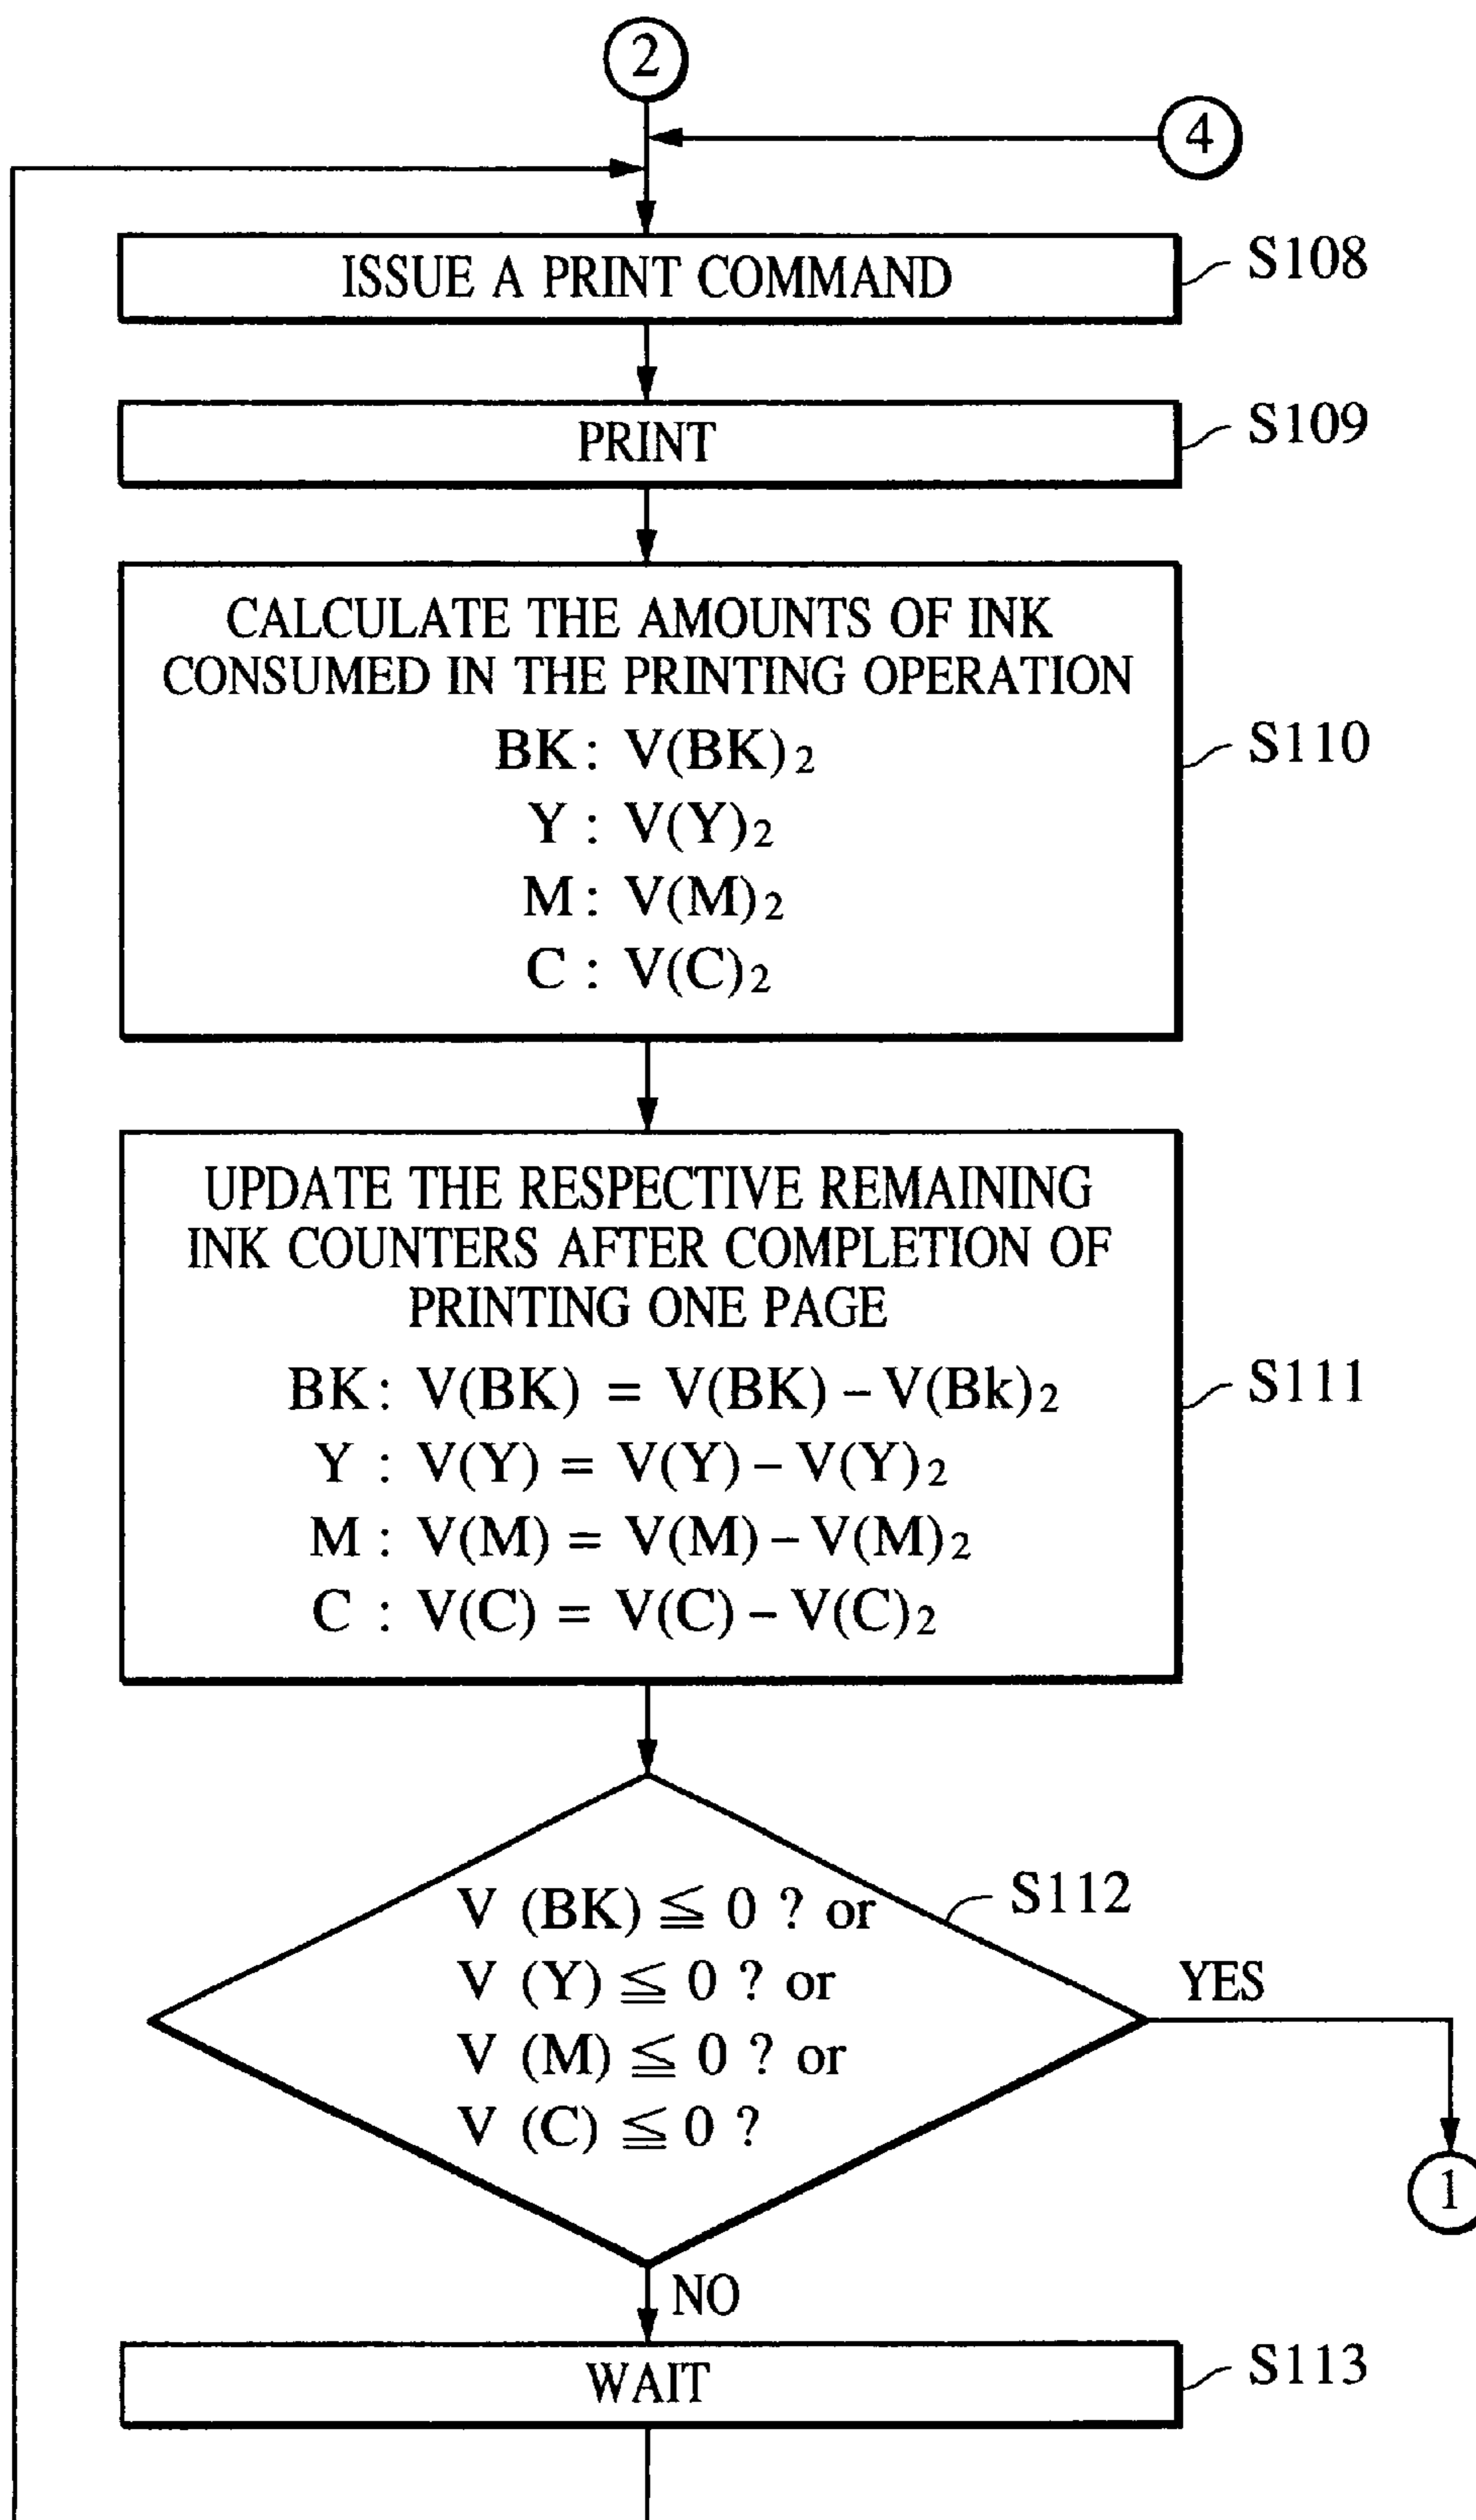 2
4
ISSUE A PRINT COMMAND
S108
PRINT
S109
CALCULATE THE AMOUNTS OF INK
CONSUMED IN THE PRINTING OPERATION
BK : V(BK)₂
Y : V(Y)₂
M : V(M)₂
C : V(C)₂
S110
UPDATE THE RESPECTIVE REMAINING
INK COUNTERS AFTER COMPLETION OF
PRINTING ONE PAGE
BK : V(BK) = V(BK) – V(Bk)₂
Y : V(Y) = V(Y) – V(Y)₂
M : V(M) = V(M) – V(M)₂
C : V(C) = V(C) – V(C)₂
S111
V (BK) ≦ 0 ? or
V (Y) ≦ 0 ? or
V (M) ≦ 0 ? or
V (C) ≦ 0 ?
S112
YES
1
NO
WAIT
S113